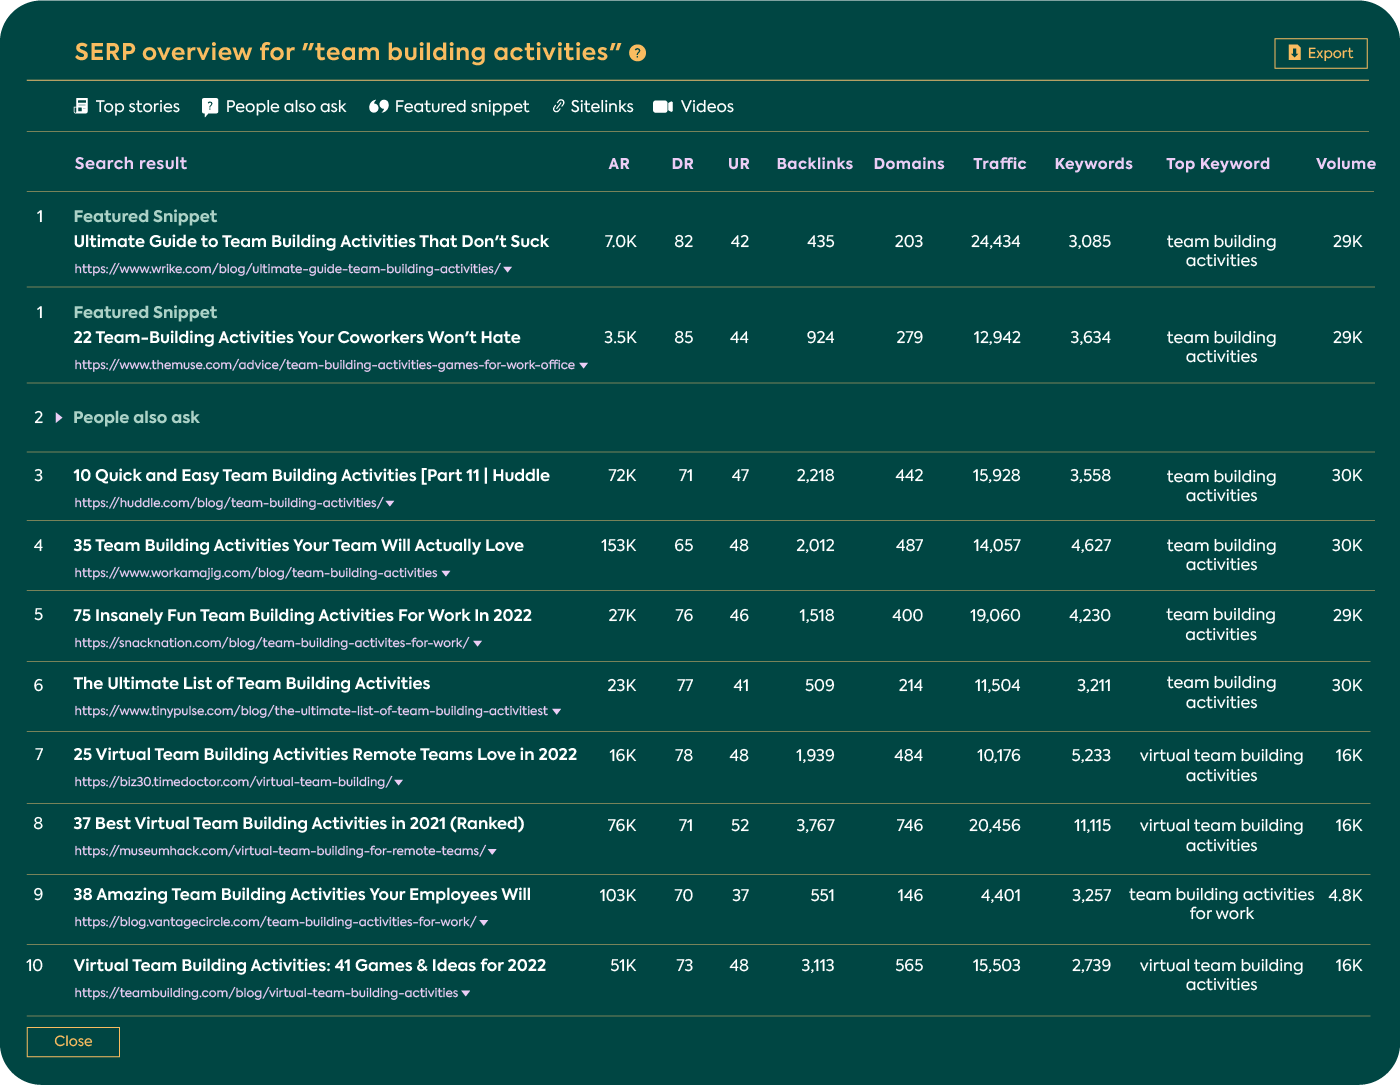 SERP overview for "team building activities" ?
Export
Top stories ? People also ask Featured snippet Sitelinks Videos
Search result AR DR UR Backlinks Domains Traffic Keywords Top Keyword Volume
1 Featured Snippet
Ultimate Guide to Team Building Activities That Don't Suck 7.0K 82 42 435 203 24,434 3,085 team building 29K
activities
https://www.wrike.com/blog/ultimate-guide-team-building-activities/
1 Featured Snippet
22 Team-Building Activities Your Coworkers Won't Hate 3.5K 85 44 924 279 12,942 3,634 team building 29K
activities
https://www.themuse.com/advice/team-building-activities-games-for-work-office
2 People also ask
3 10 Quick and Easy Team Building Activities [Part 11 | Huddle 72K 71 47 2,218 442 15,928 3,558 team building 30K
activities
https://huddle.com/blog/team-building-activities/
4 35 Team Building Activities Your Team Will Actually Love 153K 65 48 2,012 487 14,057 4,627 team building 30K
activities
https://www.workamajig.com/blog/team-building-activities
5 75 Insanely Fun Team Building Activities For Work In 2022 27K 76 46 1,518 400 19,060 4,230 team building 29K
activities
https://snacknation.com/blog/team-building-activites-for-work/
6 The Ultimate List of Team Building Activities 23K 77 41 509 214 11,504 3,211 team building 30K
activities
https://www.tinypulse.com/blog/the-ultimate-list-of-team-building-activitiest
7 25 Virtual Team Building Activities Remote Teams Love in 2022 16K 78 48 1,939 484 10,176 5,233 virtual team building 16K
activities
https://biz30.timedoctor.com/virtual-team-building/
8 37 Best Virtual Team Building Activities in 2021 (Ranked) 76K 71 52 3,767 746 20,456 11,115 virtual team building 16K
activities
https://museumhack.com/virtual-team-building-for-remote-teams/
9 38 Amazing Team Building Activities Your Employees Will 103K 70 37 551 146 4,401 3,257 team building activities 4.8K
for work
https://blog.vantagecircle.com/team-building-activities-for-work/
10 Virtual Team Building Activities: 41 Games & Ideas for 2022 51K 73 48 3,113 565 15,503 2,739 virtual team building 16K
activities
https://teambuilding.com/blog/virtual-team-building-activities
Close